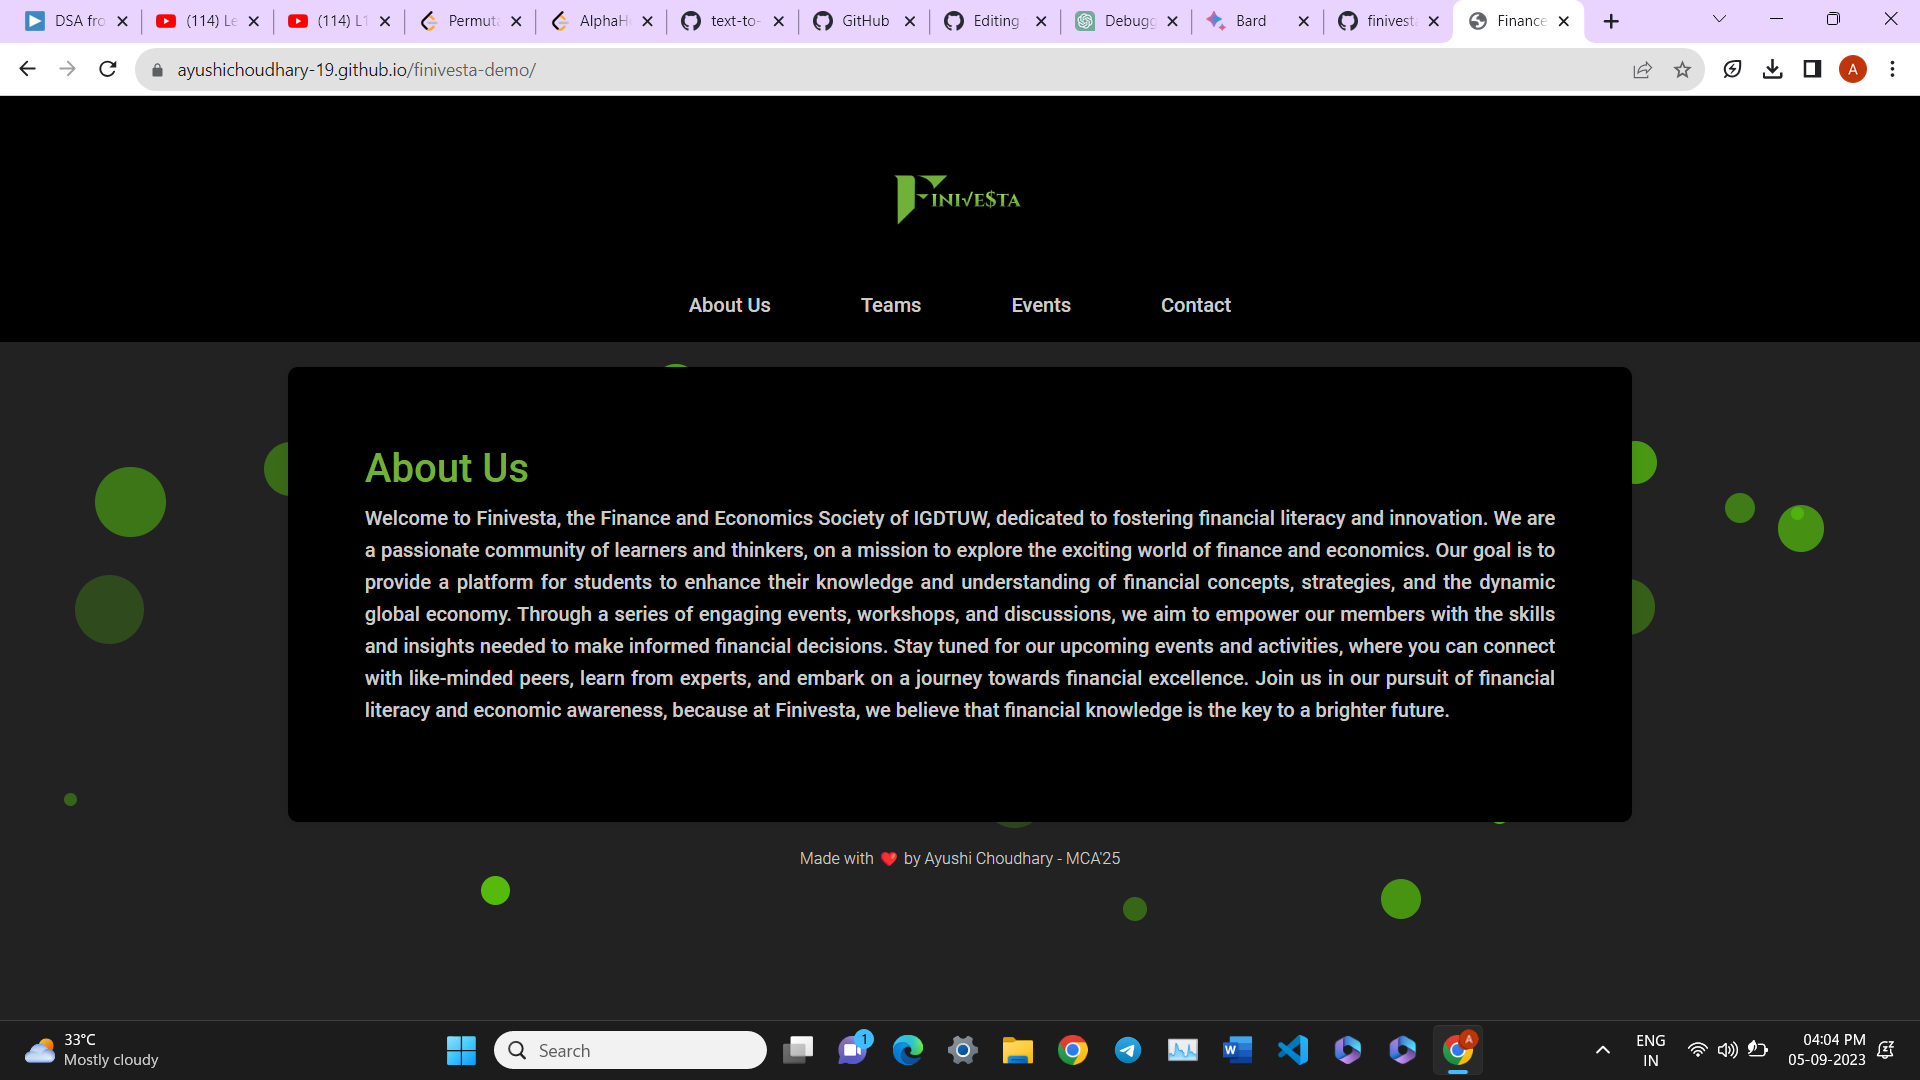 DSA fro
(114) Le
(114) L1
Permuta
AlphaHe
text-to-
GitHub
Editing
Debugg
Bard
finivesta
Finance
ayushichoudhary-19.github.io/finivesta-demo/
A
FINI√E$TA
About Us
Teams
Events
Contact
About Us
Welcome to Finivesta, the Finance and Economics Society of IGDTUW, dedicated to fostering financial literacy and innovation. We are
a passionate community of learners and thinkers, on a mission to explore the exciting world of finance and economics. Our goal is to
provide a platform for students to enhance their knowledge and understanding of financial concepts, strategies, and the dynamic
global economy. Through a series of engaging events, workshops, and discussions, we aim to empower our members with the skills
and insights needed to make informed financial decisions. Stay tuned for our upcoming events and activities, where you can connect
with like-minded peers, learn from experts, and embark on a journey towards financial excellence. Join us in our pursuit of financial
literacy and economic awareness, because at Finivesta, we believe that financial knowledge is the key to a brighter future.
Made with ❤️ by Ayushi Choudhary - MCA'25
33°C
Mostly cloudy
Search
1
W
A
ENG
IN
04:04 PM
05-09-2023